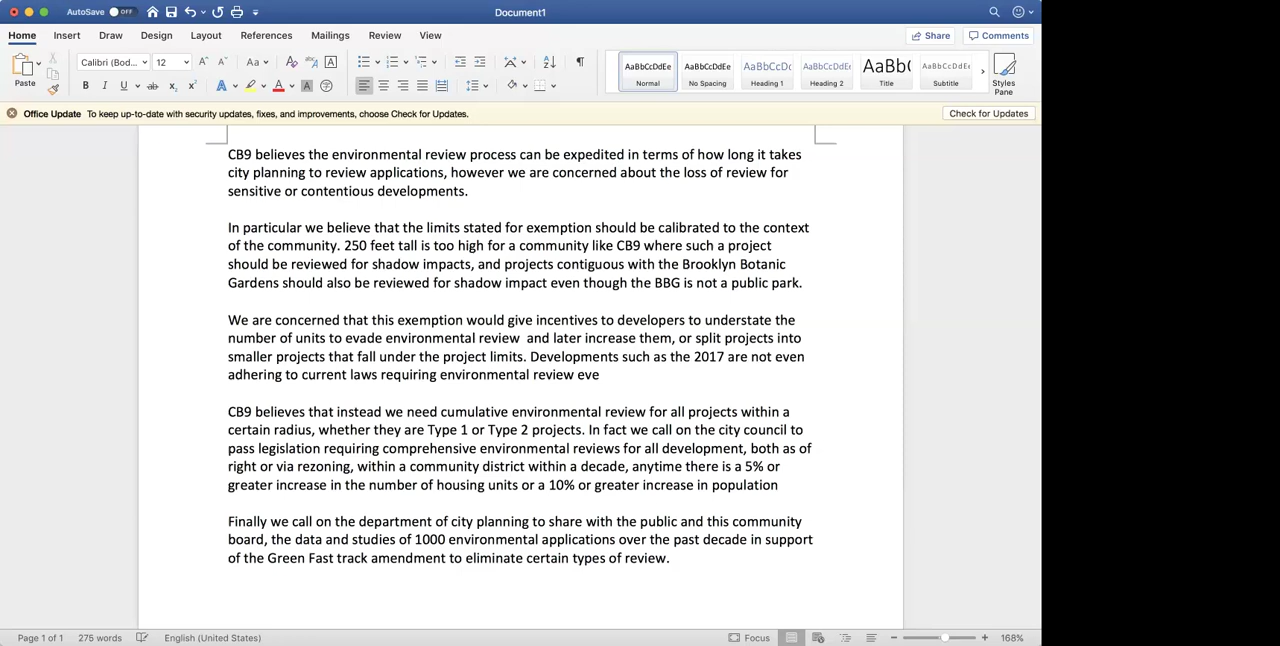 AutoSave OFF Document1
Home Insert Draw Design Layout References Mailings Review View Share Comments
Paste Calibri (Bod... 12 Aa AaBbCcDdEe AaBbCcDdEe AaBbCcDc AaBbCcDdEe AaBb( AaBbCcDdEe
Normal No Spacing Heading 1 Heading 2 Title Subtitle Styles Pane
Office Update To keep up-to-date with security updates, fixes, and improvements, choose Check for Updates. Check for Updates
CB9 believes the environmental review process can be expedited in terms of how long it takes
city planning to review applications, however we are concerned about the loss of review for
sensitive or contentious developments.
In particular we believe that the limits stated for exemption should be calibrated to the context
of the community. 250 feet tall is too high for a community like CB9 where such a project
should be reviewed for shadow impacts, and projects contiguous with the Brooklyn Botanic
Gardens should also be reviewed for shadow impact even though the BBG is not a public park.
We are concerned that this exemption would give incentives to developers to understate the
number of units to evade environmental review  and later increase them, or split projects into
smaller projects that fall under the project limits. Developments such as the 2017 are not even
adhering to current laws requiring environmental review eve
CB9 believes that instead we need cumulative environmental review for all projects within a
certain radius, whether they are Type 1 or Type 2 projects. In fact we call on the city council to
pass legislation requiring comprehensive environmental reviews for all development, both as of
right or via rezoning, within a community district within a decade, anytime there is a 5% or
greater increase in the number of housing units or a 10% or greater increase in population
Finally we call on the department of city planning to share with the public and this community
board, the data and studies of 1000 environmental applications over the past decade in support
of the Green Fast track amendment to eliminate certain types of review.
Page 1 of 1 275 words English (United States) Focus 168%